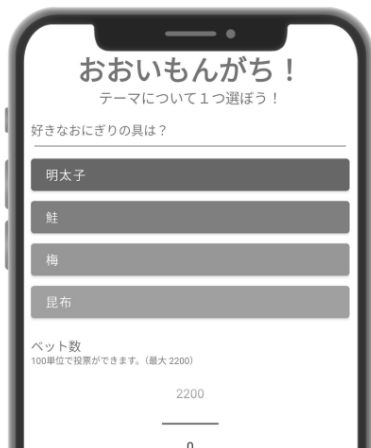 おおいもんがち！
テーマについて１つ選ぼう！
好きなおにぎりの具は？
明太子
鮭
梅
昆布
ベット数
100単位で投票ができます。（最大 2200）
2200
0